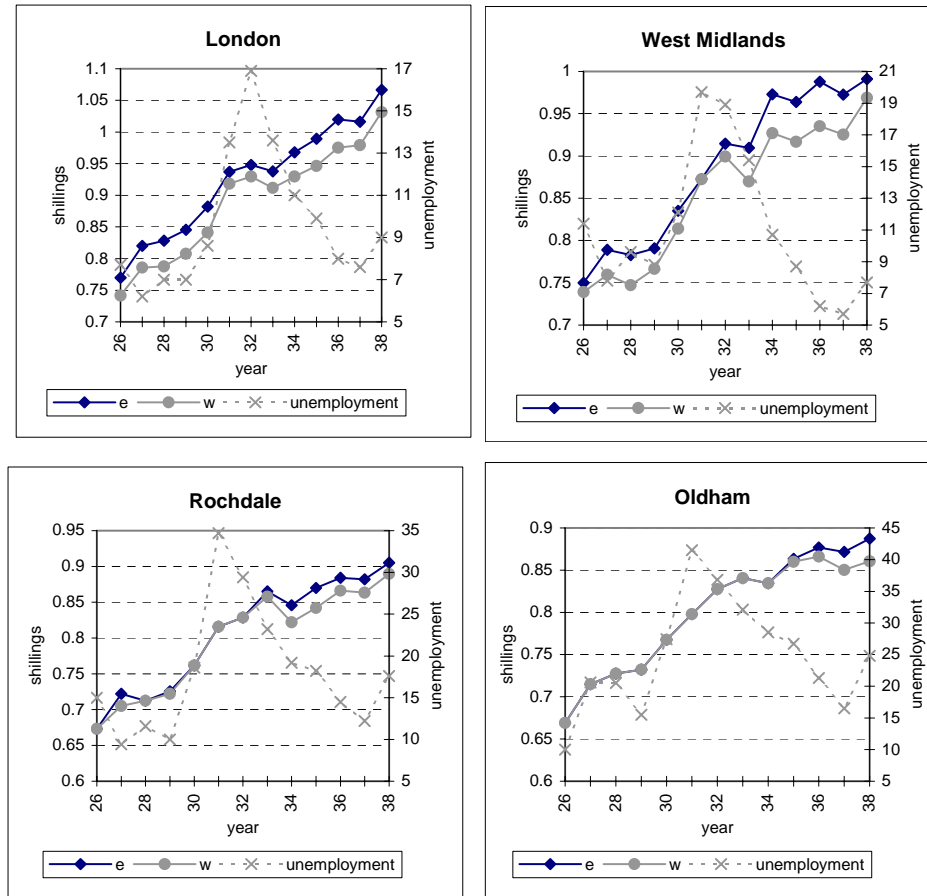 London
1.1
1.05
1
0.95
0.9
0.85
0.8
0.75
0.7
shillings
17
15
13
11
9
7
5
unemployment
26 28 30 32 34 36 38
year
e w unemployment
West Midlands
1
0.95
0.9
0.85
0.8
0.75
0.7
shillings
21
19
17
15
13
11
9
7
5
unemployment
26 28 30 32 34 36 38
year
e w unemployment
Rochdale
0.95
0.9
0.85
0.8
0.75
0.7
0.65
0.6
shillings
35
30
25
20
15
10
5
unemployment
26 28 30 32 34 36 38
year
e w unemployment
Oldham
0.9
0.85
0.8
0.75
0.7
0.65
0.6
shillings
45
40
35
30
25
20
15
10
5
unemployment
26 28 30 32 34 36 38
year
e w unemployment